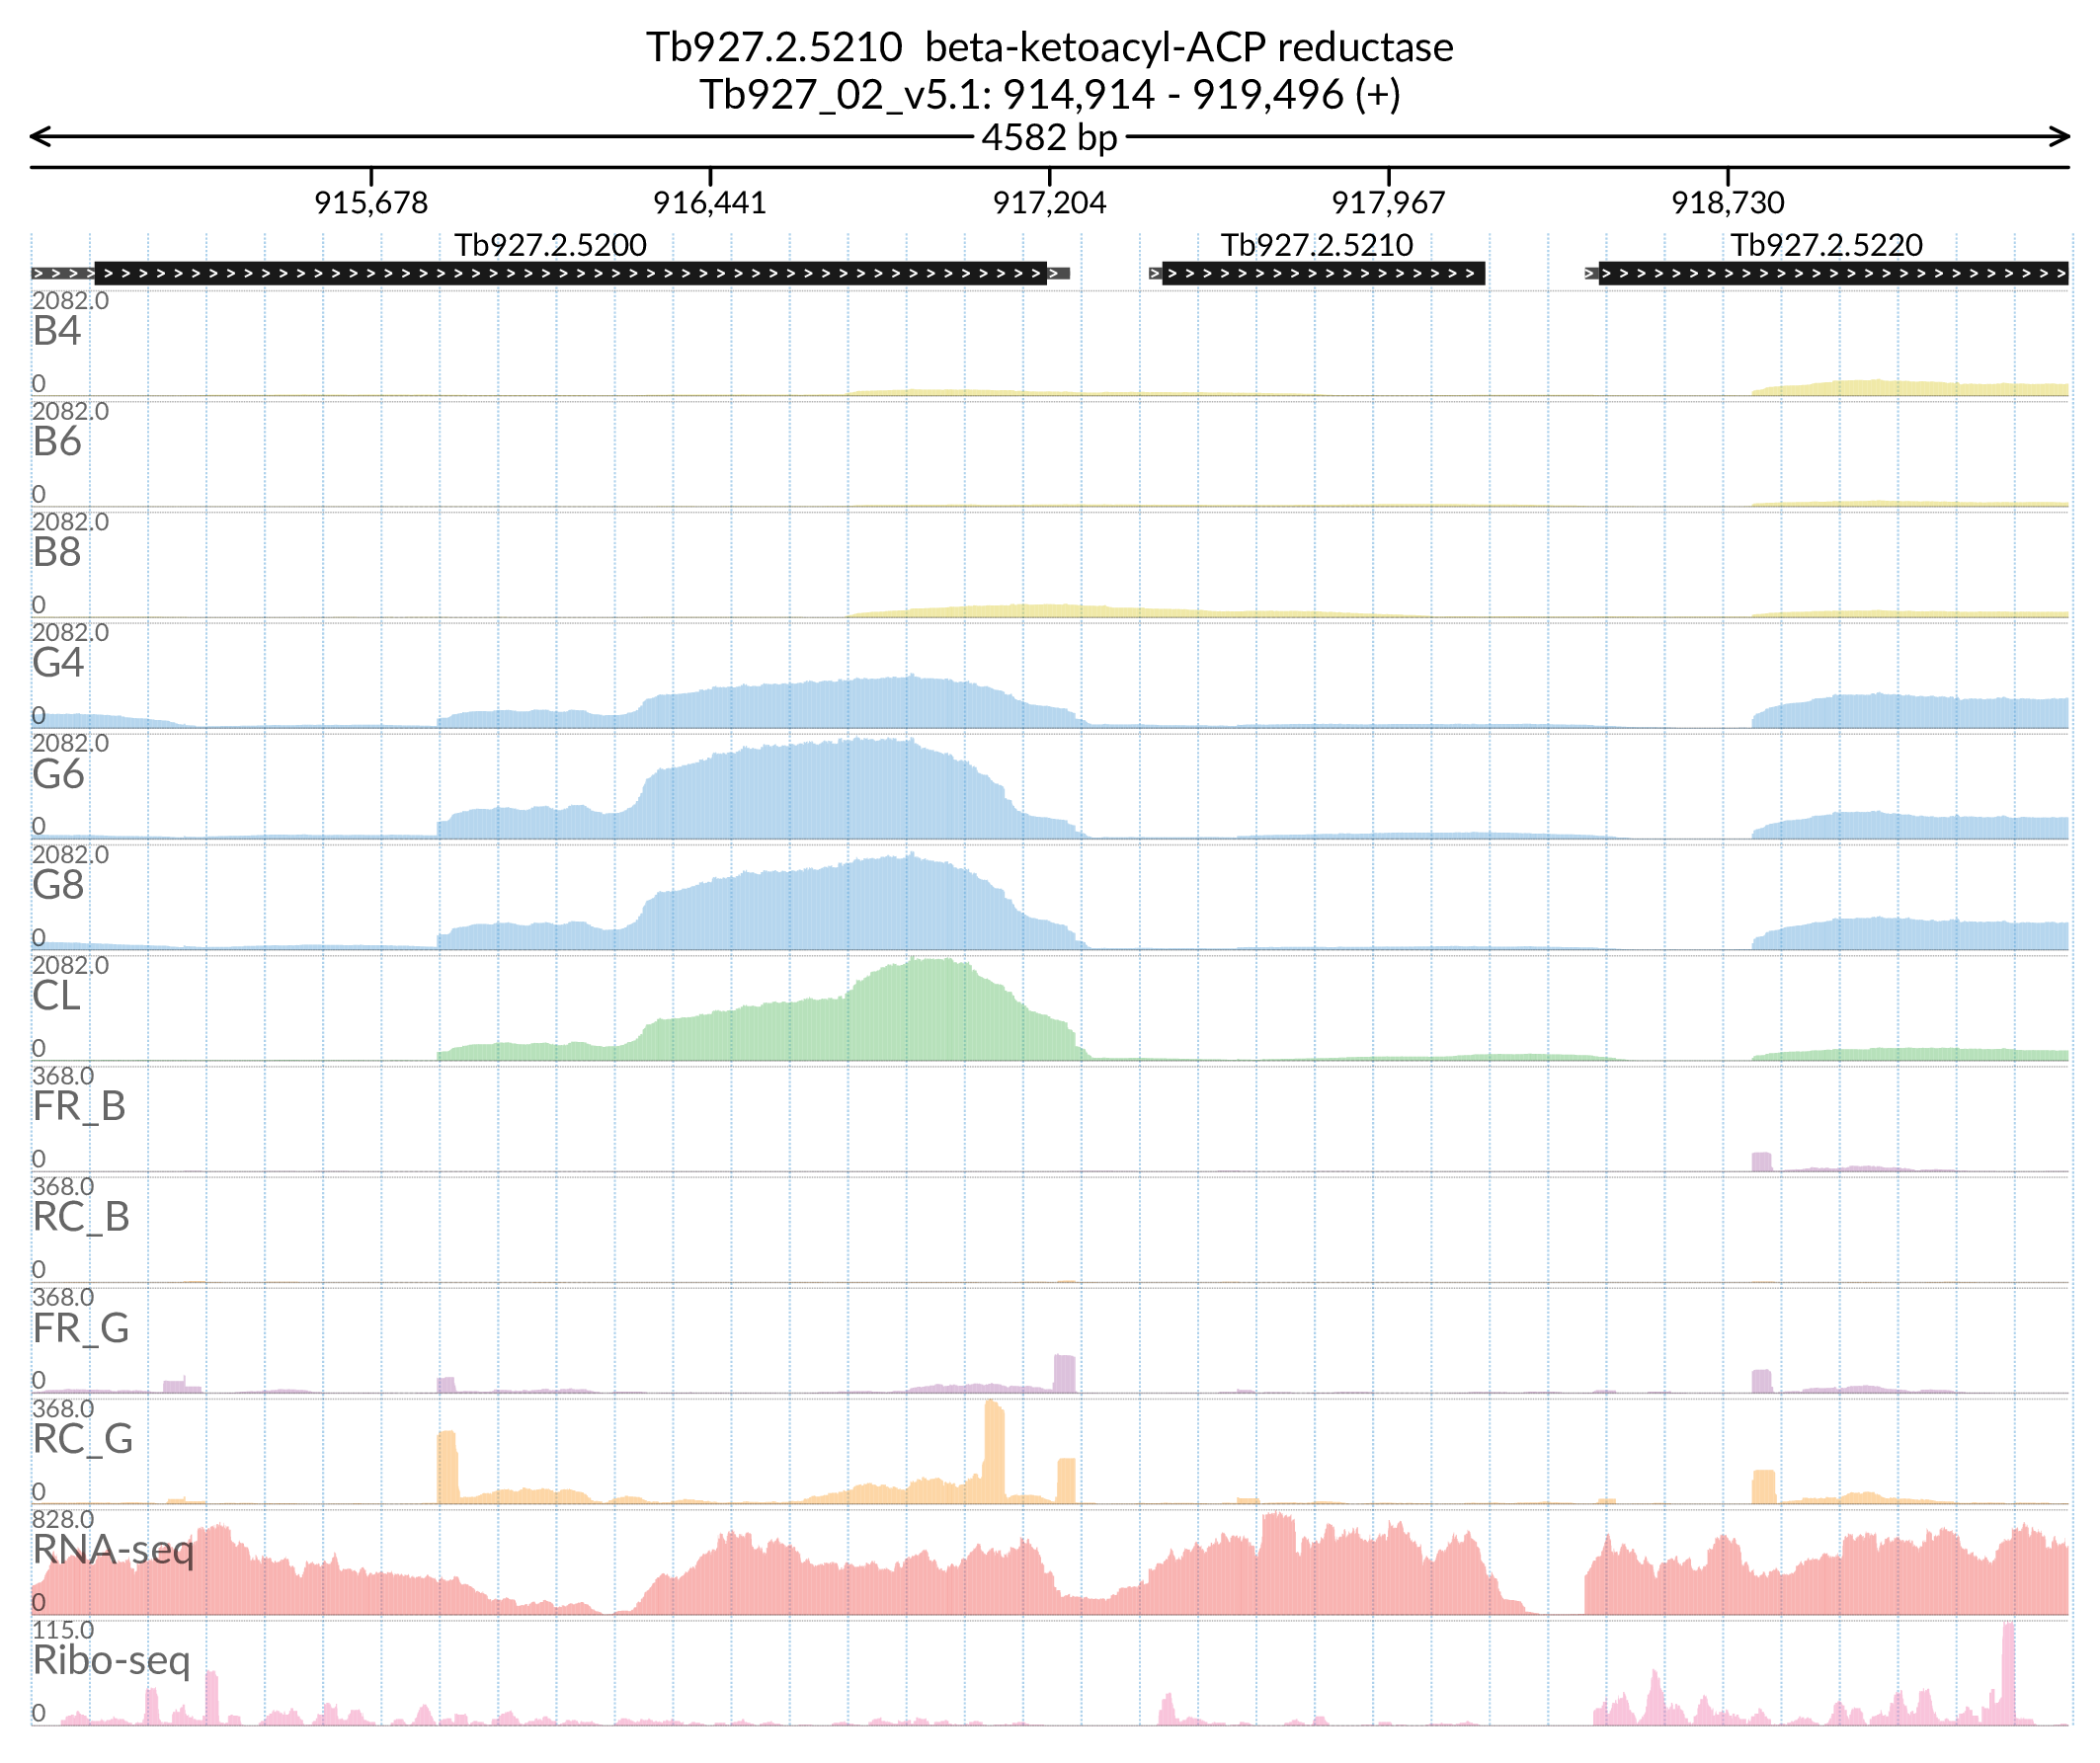 Tb927.2.5210 beta-ketoacyl-ACP reductase
Tb927_02_v5.1: 914,914 - 919,496 (+)
4582 bp
915,678 916,441 917,204 917,967 918,730
Tb927.2.5200 Tb927.2.5210 Tb927.2.5220
2082.0
B4
0
2082.0
B6
0
2082.0
B8
0
2082.0
G4
0
2082.0
G6
0
2082.0
G8
0
2082.0
CL
0
368.0
FR_B
0
368.0
RC_B
0
368.0
FR_G
0
368.0
RC_G
0
828.0
RNA-seq
0
115.0
Ribo-seq
0